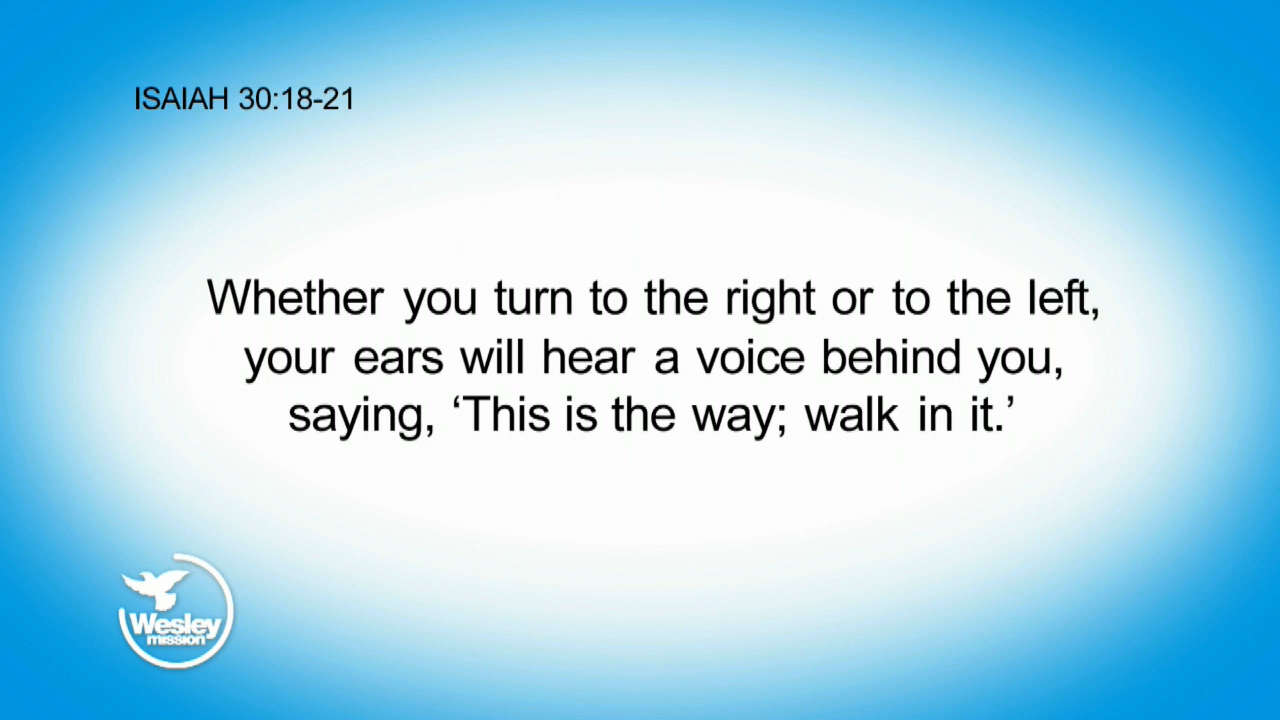 ISAIAH 30:18-21
Whether you turn to the right or to the left,
your ears will hear a voice behind you,
saying, ‘This is the way; walk in it.’
Wesley
mission